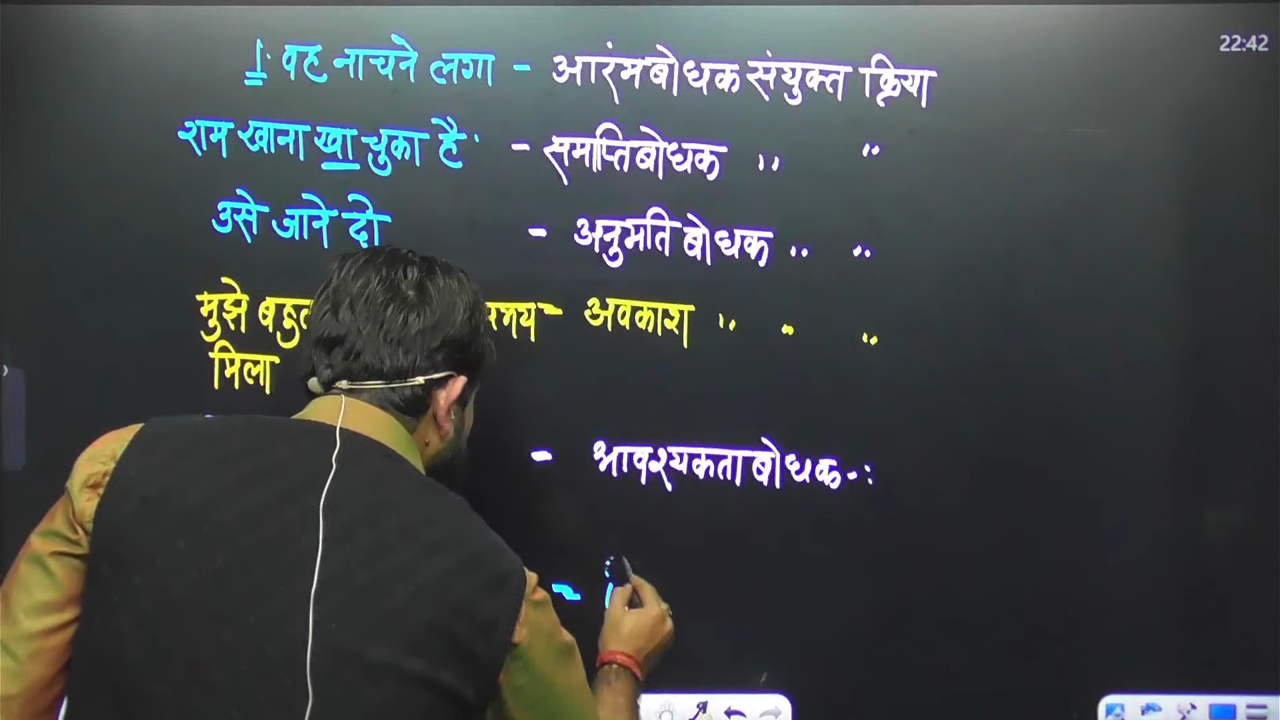 22:42
1. वह नाचने लगा - आरंभबोधक संयुक्त क्रिया
राम खाना खा चुका है - समाप्तिबोधक ,, ,,
उसे जाने दो - अनुमति बोधक ,, ,,
मुझे - अवकाश ,, ,, ,,
मिला
- आवश्यकता बोधक -: